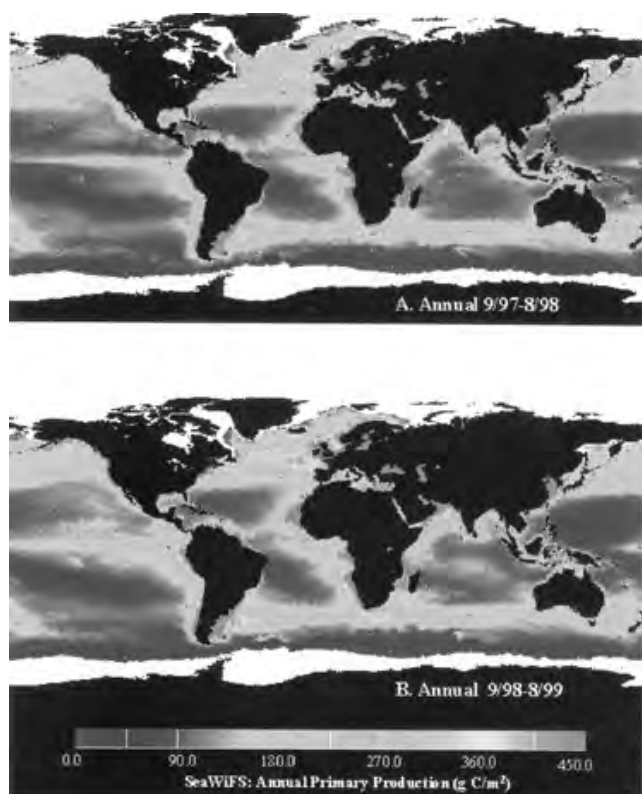 A. Annual 9/97-8/98
B. Annual 9/98-8/99
0.0 90.0 180.0 270.0 360.0 450.0
SeaWiFS: Annual Primary Production (g C/m²)